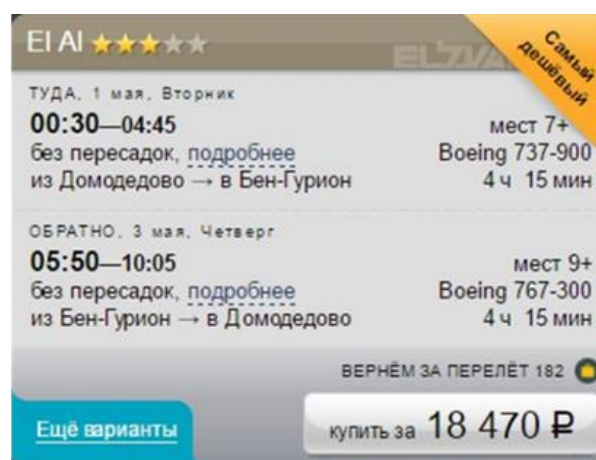 El Al
Самый
дешёвый
ТУДА, 1 мая, Вторник
00:30—04:45
мест 7+
без пересадок, подробнее
Boeing 737-900
из Домодедово → в Бен-Гурион
4 ч 15 мин
ОБРАТНО, 3 мая, Четверг
05:50—10:05
мест 9+
без пересадок, подробнее
Boeing 767-300
из Бен-Гурион → в Домодедово
4 ч 15 мин
ВЕРНЁМ ЗА ПЕРЕЛЁТ 182
Ещё варианты
купить за 18 470 ₽